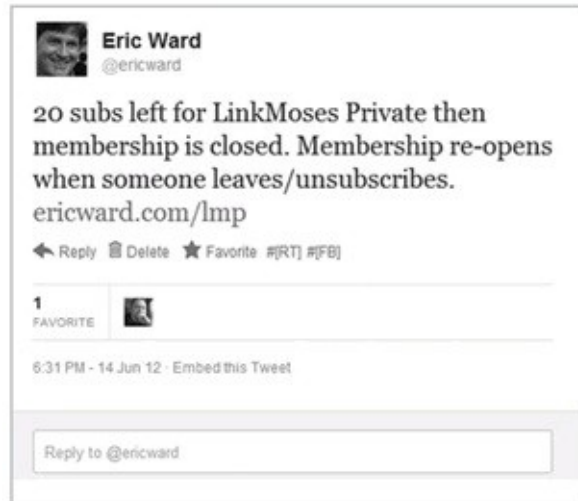 Eric Ward
@ericward
20 subs left for LinkMoses Private then
membership is closed. Membership re-opens
when someone leaves/unsubscribes.
ericward.com/lmp
Reply Delete Favorite #[RT] #[FB]
1
FAVORITE
6:31 PM - 14 Jun 12 · Embed this Tweet
Reply to @ericward